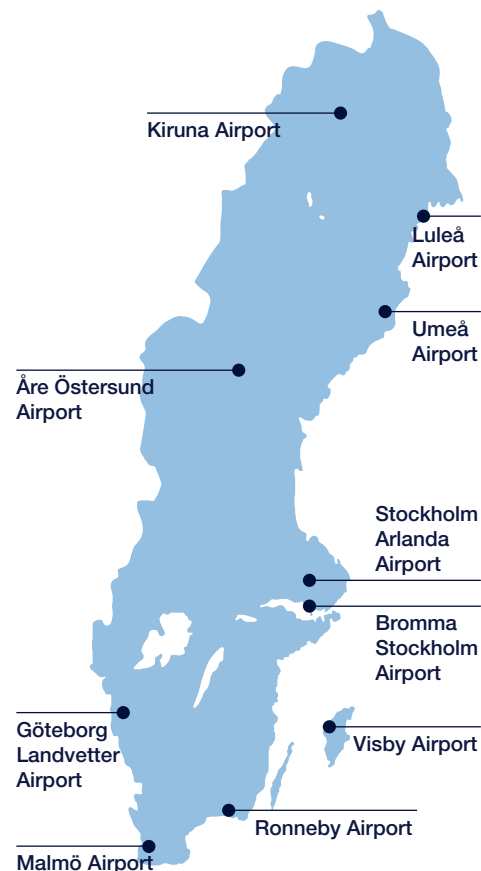 Kiruna Airport
Luleå
Airport
Umeå
Airport
Åre Östersund
Airport
Stockholm
Arlanda
Airport
Bromma
Stockholm
Airport
Göteborg
Landvetter
Airport
Visby Airport
Ronneby Airport
Malmö Airport